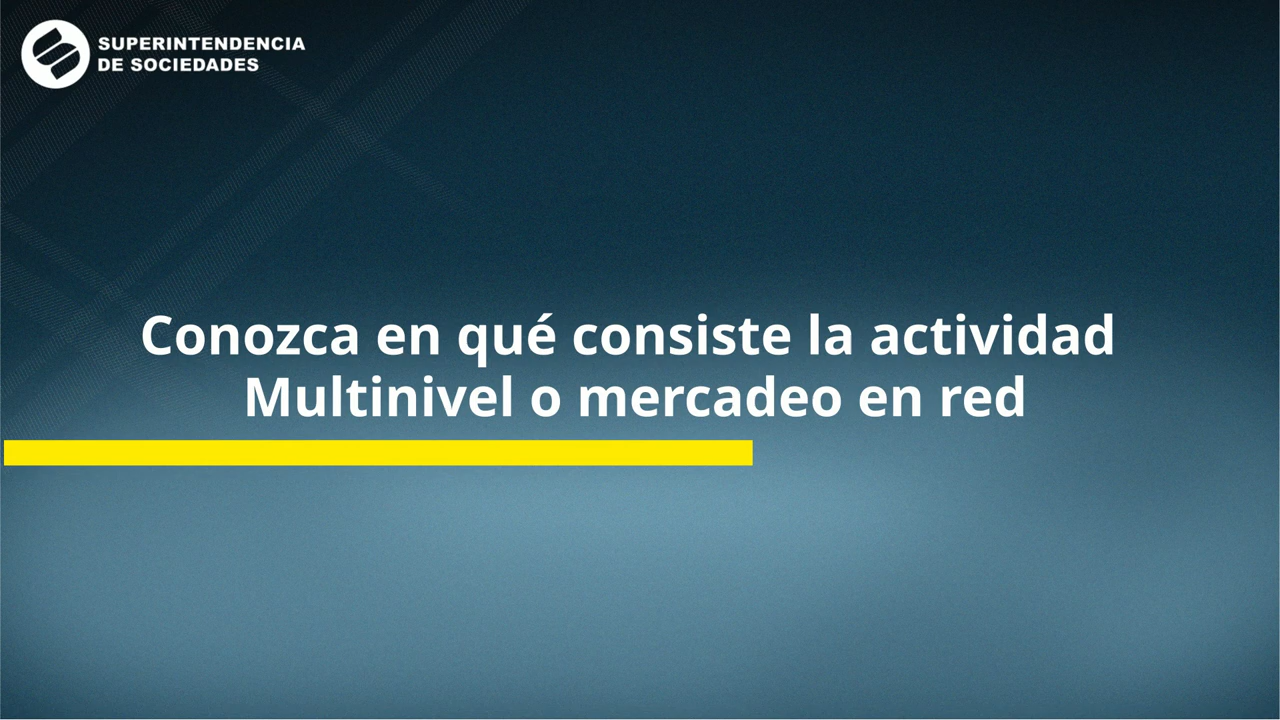 SUPERINTENDENCIA
DE SOCIEDADES
Conozca en qué consiste la actividad
Multinivel o mercadeo en red